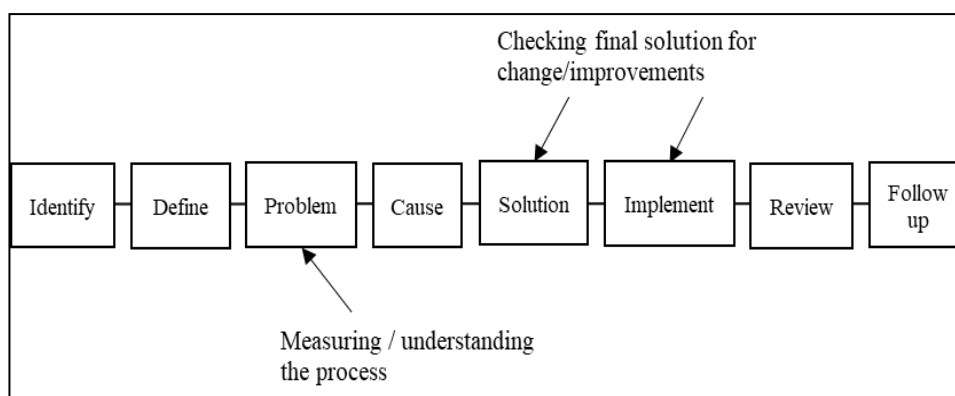 Checking final solution for
change/improvements
Identify
Define
Problem
Cause
Solution
Implement
Review
Follow
up
Measuring / understanding
the process